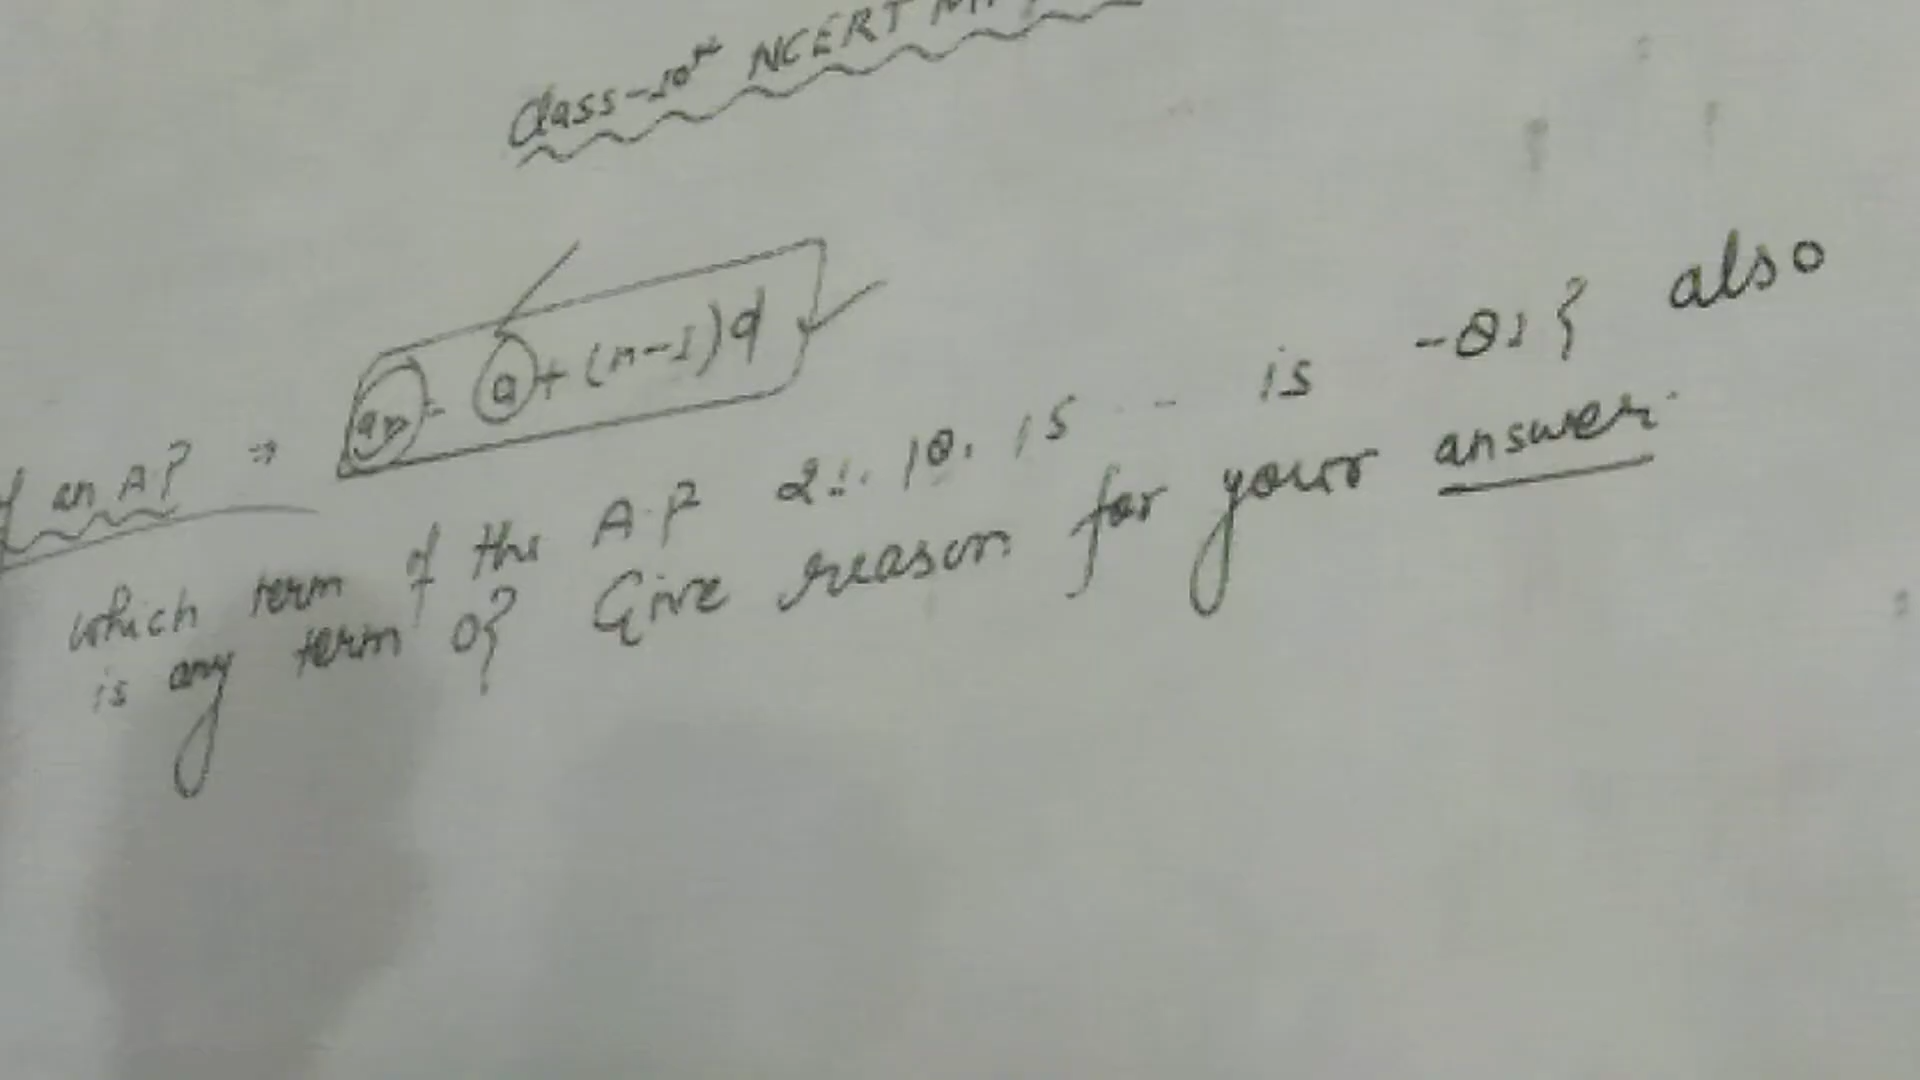 Class-10th NCERT
of an AP ⇒ an = a + (n-1)d
which term of the A.P 21. 18. 15 .. - is -81? also
is any term 0? Give reason for your answer.